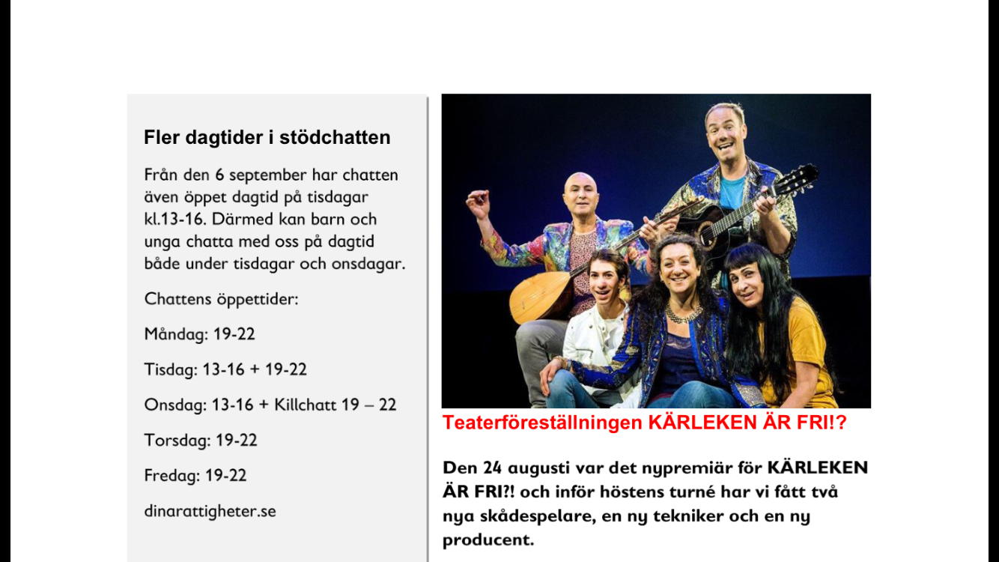 Fler dagtider i stödchatten
Från den 6 september har chatten
även öppet dagtid på tisdagar
kl.13-16. Därmed kan barn och
unga chatta med oss på dagtid
både under tisdagar och onsdagar.
Chattens öppettider:
Måndag: 19-22
Tisdag: 13-16 + 19-22
Onsdag: 13-16 + Killchatt 19 – 22
Torsdag: 19-22
Fredag: 19-22
dinarattigheter.se
Teaterföreställningen KÄRLEKEN ÄR FRI!?
Den 24 augusti var det nypremiär för KÄRLEKEN
ÄR FRI?! och inför höstens turné har vi fått två
nya skådespelare, en ny tekniker och en ny
producent.